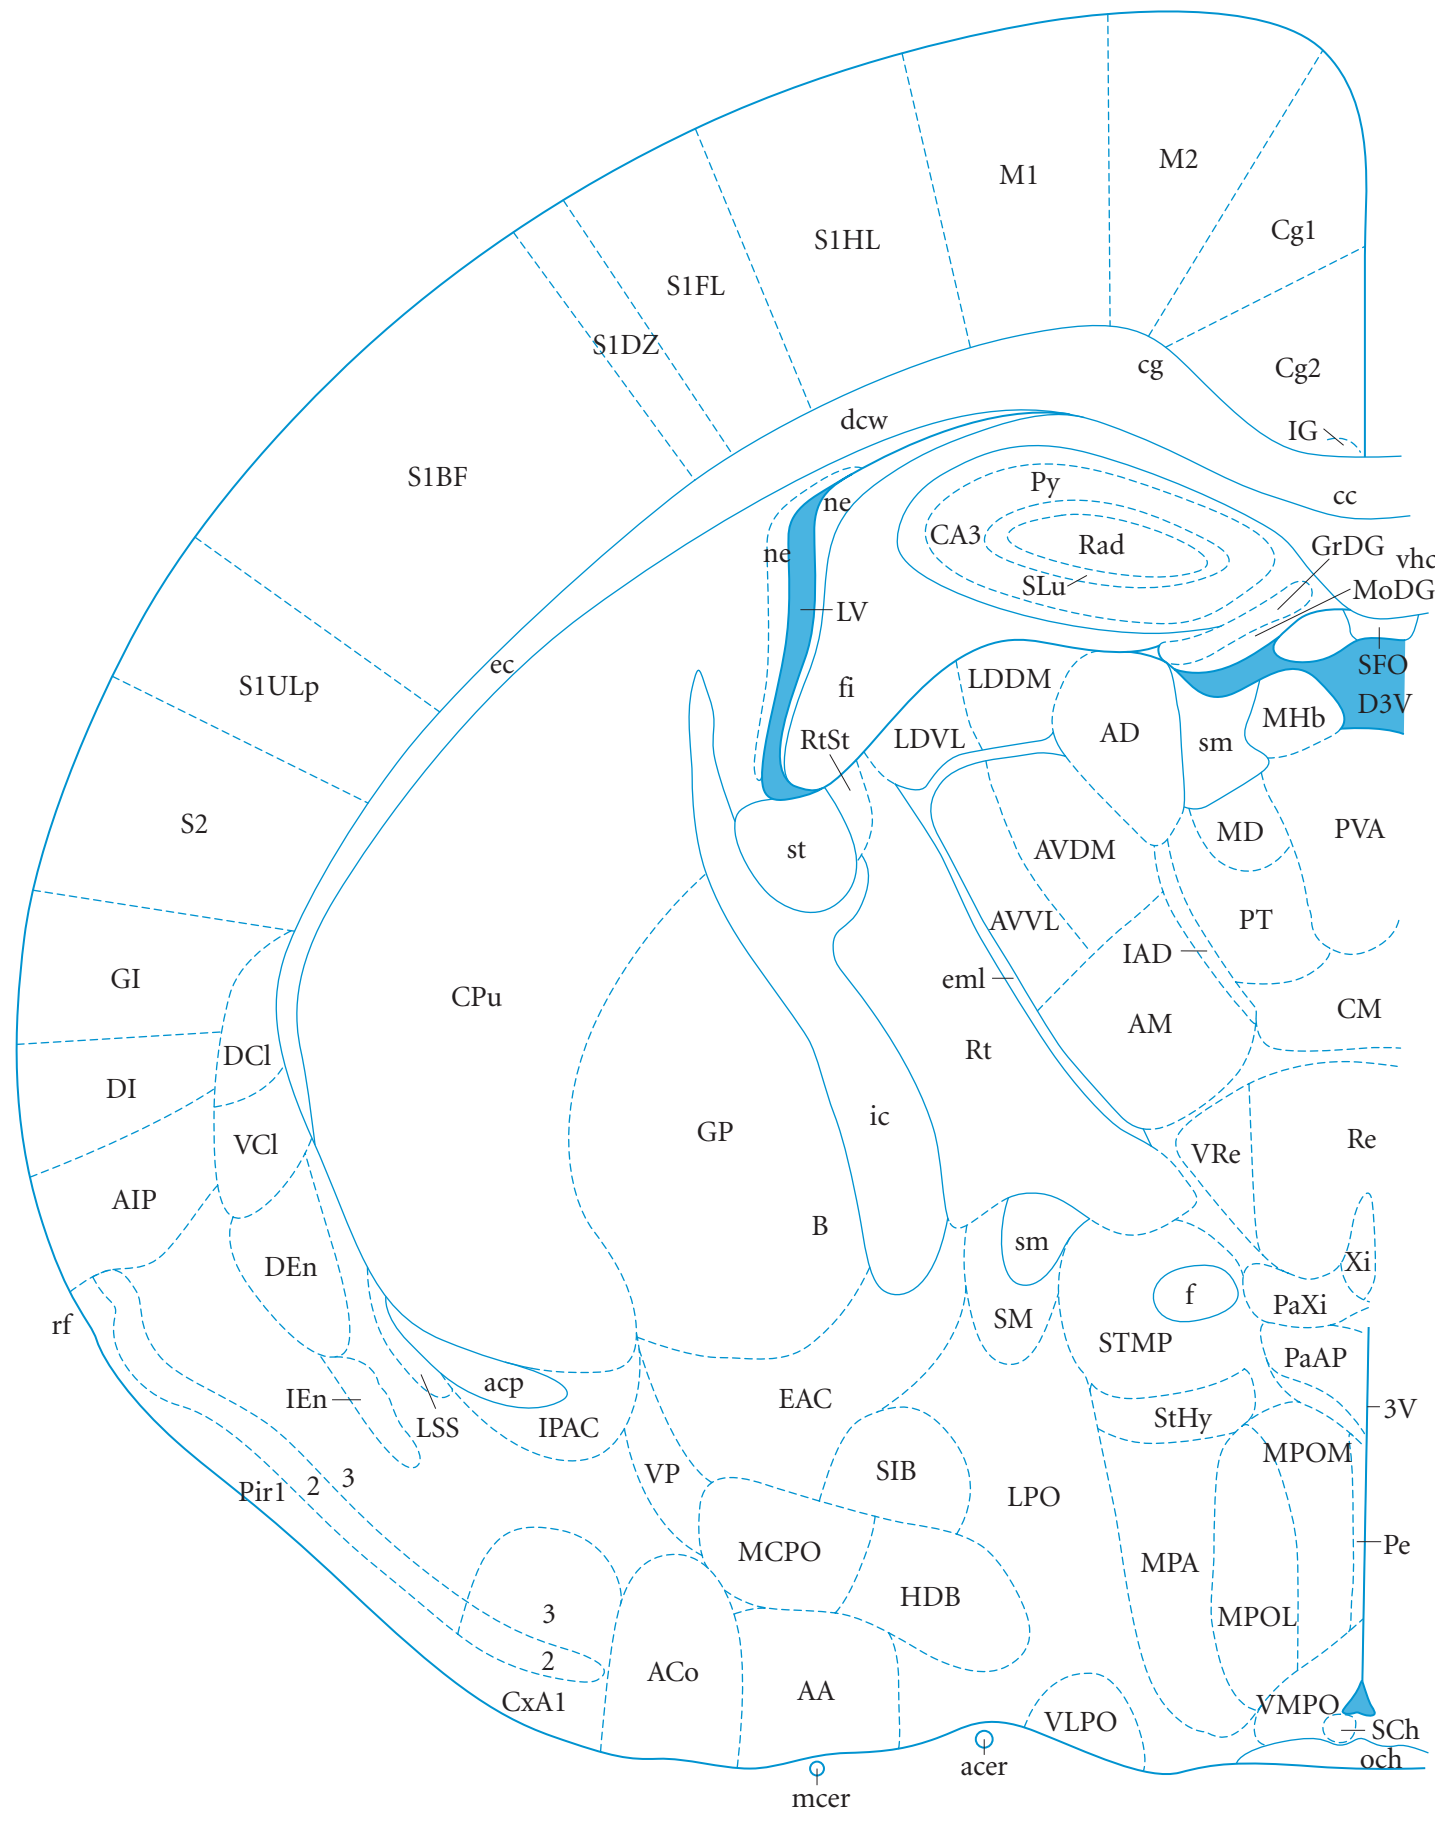 M2
M1
Cg1
S1HL
S1FL
S1DZ
cg
Cg2
dcw
IG
S1BF
Py
cc
ne
CA3
Rad
GrDG
vhc
ne
SLu
MoDG
LV
ec
SFO
S1ULp
fi
LDDM
D3V
MHb
RtSt
LDVL
AD
sm
S2
st
AVDM
MD
PVA
AVVL
PT
GI
IAD
eml
CPu
CM
AM
DCl
Rt
DI
ic
GP
VCl
Re
VRe
AIP
B
sm
Xi
DEn
f
PaXi
rf
SM
STMP
PaAP
acp
IEn
EAC
3V
LSS
IPAC
StHy
MPOM
VP
SIB
Pir1 2 3
LPO
Pe
MCPO
MPA
HDB
3
MPOL
2
ACo
AA
CxA1
VMPO
VLPO
SCh
och
acer
mcer